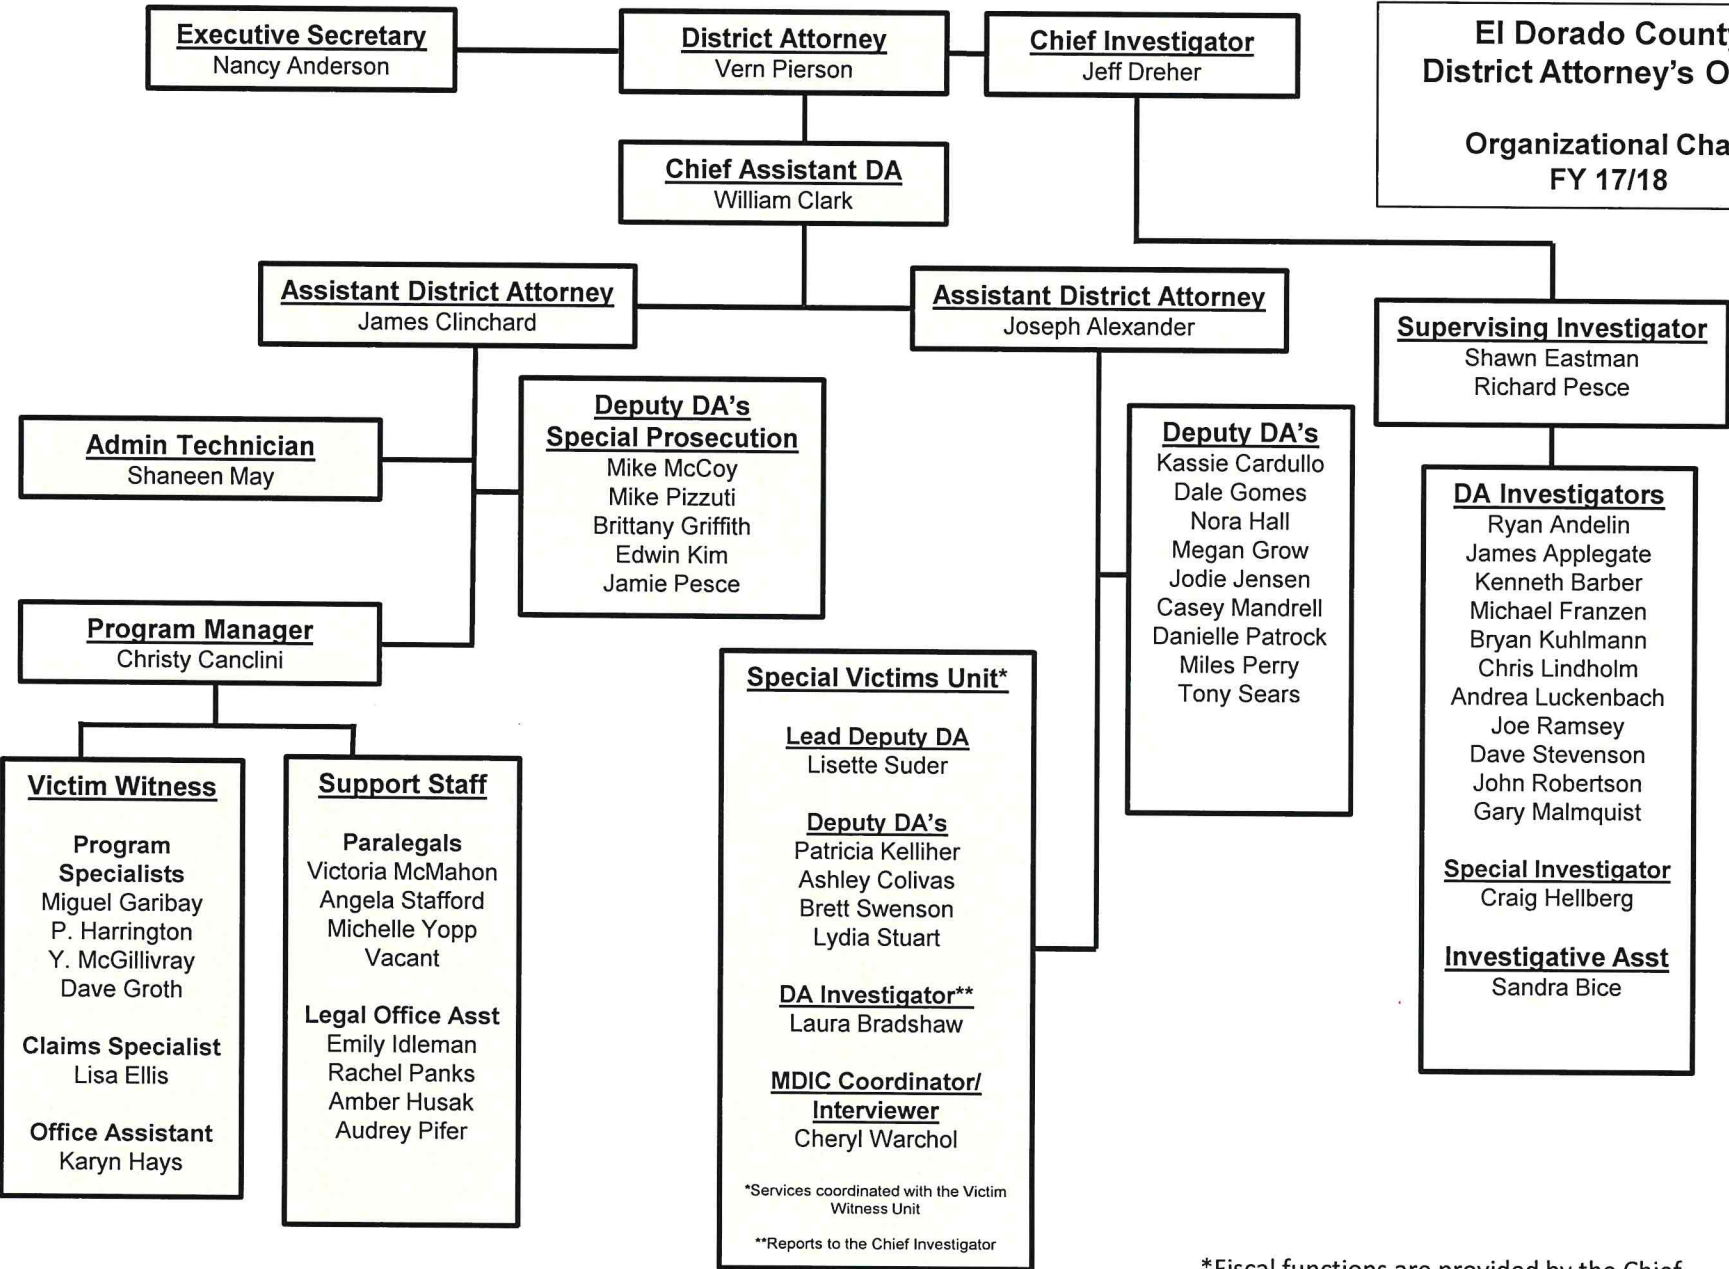 Executive Secretary
Nancy Anderson
District Attorney
Vern Pierson
Chief Investigator
Jeff Dreher
El Dorado County
District Attorney's O
Organizational Cha
FY 17/18
Chief Assistant DA
William Clark
Assistant District Attorney
James Clinchard
Assistant District Attorney
Joseph Alexander
Supervising Investigator
Shawn Eastman
Richard Pesce
Admin Technician
Shaneen May
Deputy DA's
Special Prosecution
Mike McCoy
Mike Pizzuti
Brittany Griffith
Edwin Kim
Jamie Pesce
Deputy DA's
Kassie Cardullo
Dale Gomes
Nora Hall
Megan Grow
Jodie Jensen
Casey Mandrell
Danielle Patrock
Miles Perry
Tony Sears
DA Investigators
Ryan Andelin
James Applegate
Kenneth Barber
Michael Franzen
Bryan Kuhlmann
Chris Lindholm
Andrea Luckenbach
Joe Ramsey
Dave Stevenson
John Robertson
Gary Malmquist
Special Investigator
Craig Hellberg
Investigative Asst
Sandra Bice
Program Manager
Christy Canclini
Victim Witness
Program
Specialists
Miguel Garibay
P. Harrington
Y. McGillivray
Dave Groth
Claims Specialist
Lisa Ellis
Office Assistant
Karyn Hays
Support Staff
Paralegals
Victoria McMahon
Angela Stafford
Michelle Yopp
Vacant
Legal Office Asst
Emily Idleman
Rachel Panks
Amber Husak
Audrey Pifer
Special Victims Unit*
Lead Deputy DA
Lisette Suder
Deputy DA's
Patricia Kelliher
Ashley Colivas
Brett Swenson
Lydia Stuart
DA Investigator**
Laura Bradshaw
MDIC Coordinator/
Interviewer
Cheryl Warchol
*Services coordinated with the Victim
Witness Unit
**Reports to the Chief Investigator
*Fiscal functions are provided by the Chief